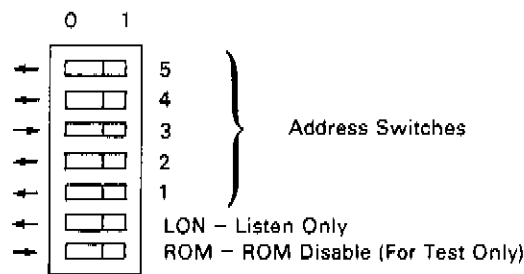 0 1
5
4
3 Address Switches
2
1
LON – Listen Only
ROM – ROM Disable (For Test Only)